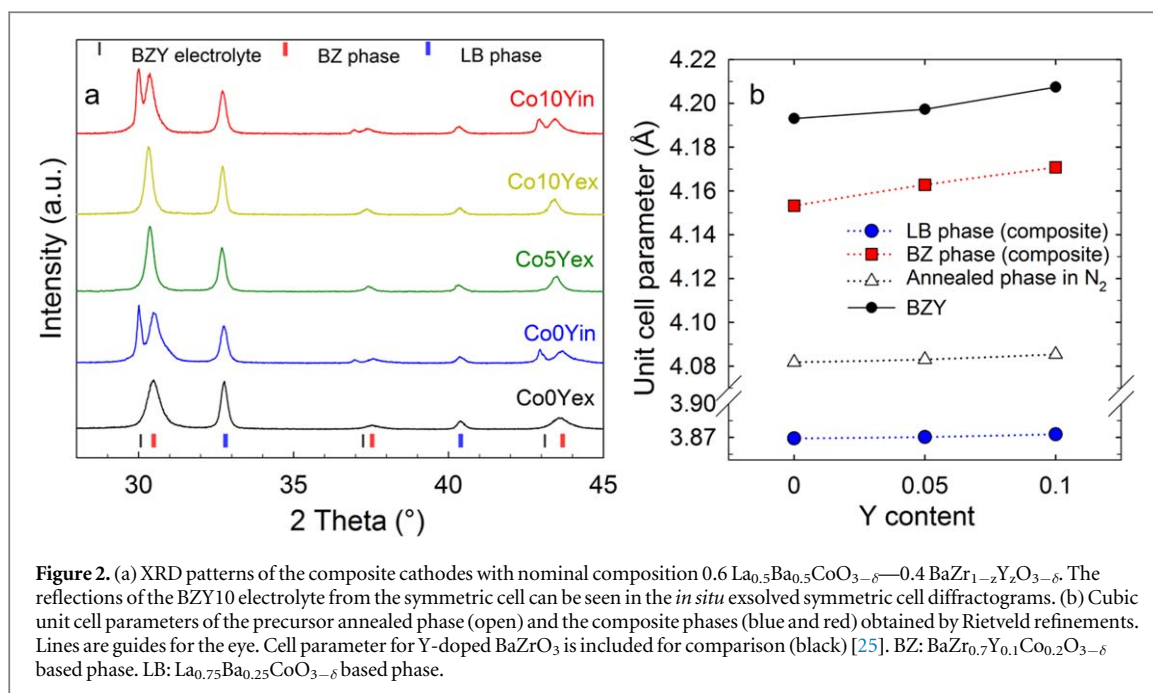 BZY electrolyte BZ phase LB phase
a
Co10Yin
Co10Yex
Co5Yex
Co0Yin
Co0Yex
Intensity (a.u.)
30 35 40 45
2 Theta (°)
b
4.22
4.20
4.18
4.16
4.14
4.12
4.10
4.08
3.90
3.87
Unit cell parameter (Å)
LB phase (composite)
BZ phase (composite)
Annealed phase in N₂
BZY
0 0.05 0.1
Y content
Figure 2. (a) XRD patterns of the composite cathodes with nominal composition 0.6 La₀.₅Ba₀.₅CoO₃₋δ—0.4 BaZr₁₋zYzO₃₋δ. The
reflections of the BZY10 electrolyte from the symmetric cell can be seen in the in situ exsolved symmetric cell diffractograms. (b) Cubic
unit cell parameters of the precursor annealed phase (open) and the composite phases (blue and red) obtained by Rietveld refinements.
Lines are guides for the eye. Cell parameter for Y-doped BaZrO₃ is included for comparison (black) [25]. BZ: BaZr₀.₇Y₀.₁Co₀.₂O₃₋δ
based phase. LB: La₀.₇₅Ba₀.₂₅CoO₃₋δ based phase.